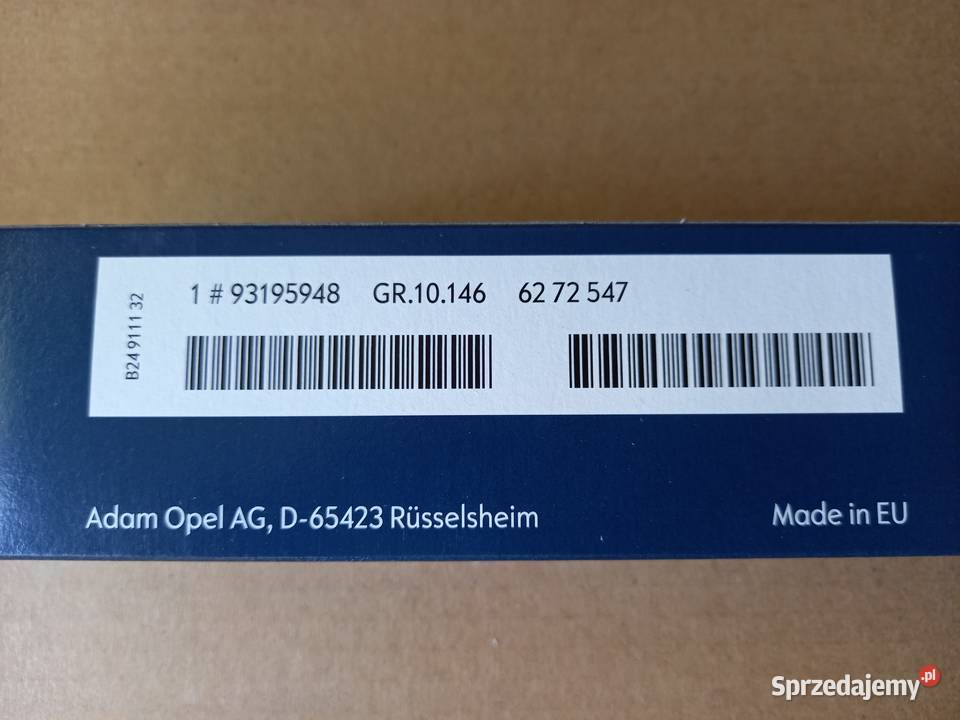 1 # 93195948 GR.10.146 62 72 547
B24 9111 32
Adam Opel AG, D-65423 Rüsselsheim
Made in EU
Sprzedajemy.pl